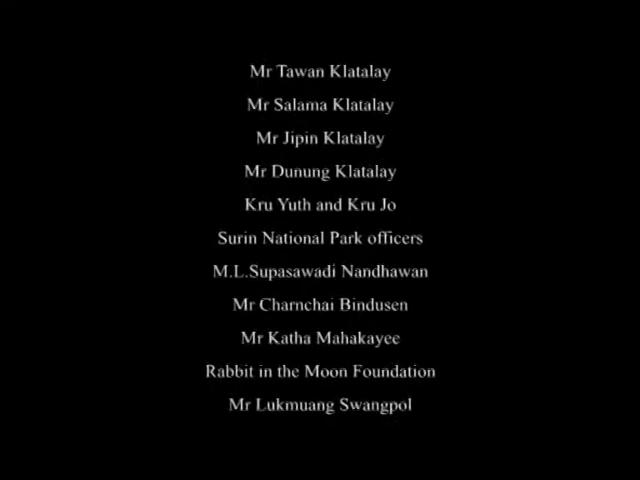 Mr Tawan Klatalay
Mr Salama Klatalay
Mr Jipin Klatalay
Mr Dunung Klatalay
Kru Yuth and Kru Jo
Surin National Park officers
M.L.Supasawadi Nandhawan
Mr Charnchai Bindusen
Mr Katha Mahakayee
Rabbit in the Moon Foundation
Mr Lukmuang Swangpol